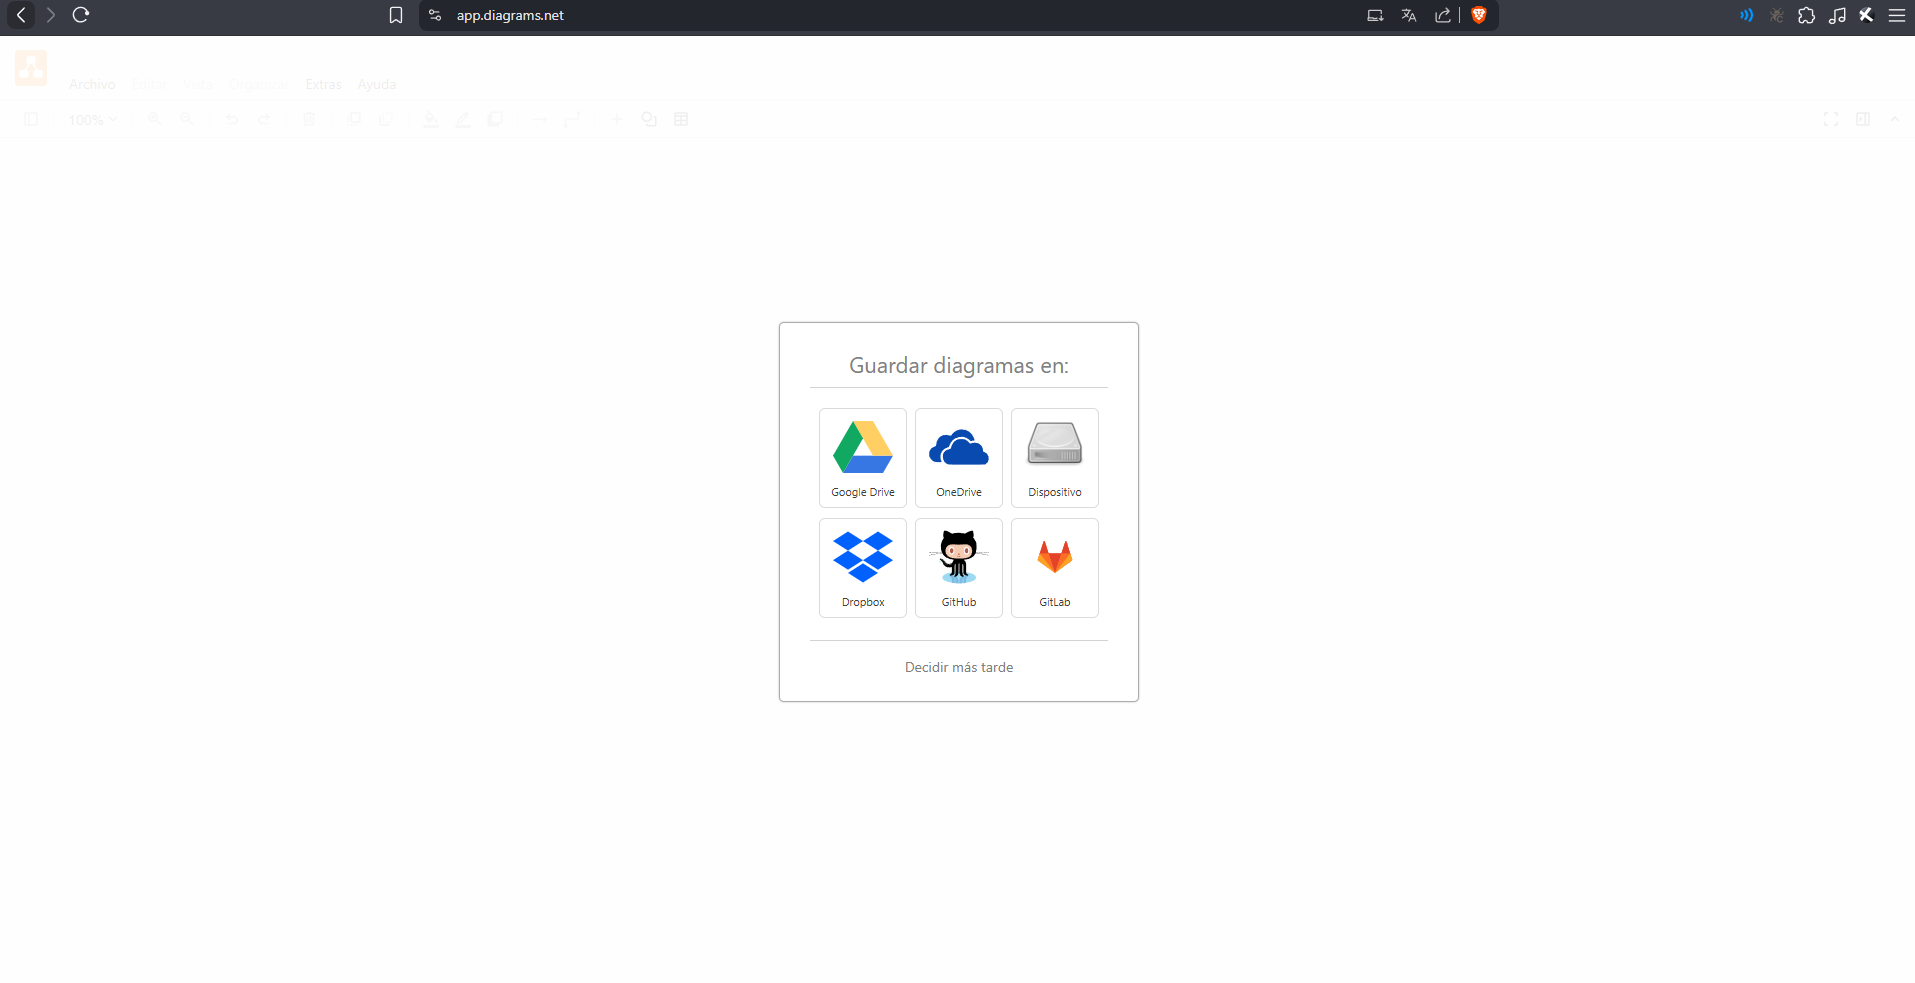 app.diagrams.net
Archivo Editar Vista Organizar Extras Ayuda
100%
Guardar diagramas en:
Google Drive OneDrive Dispositivo
Dropbox GitHub GitLab
Decidir más tarde